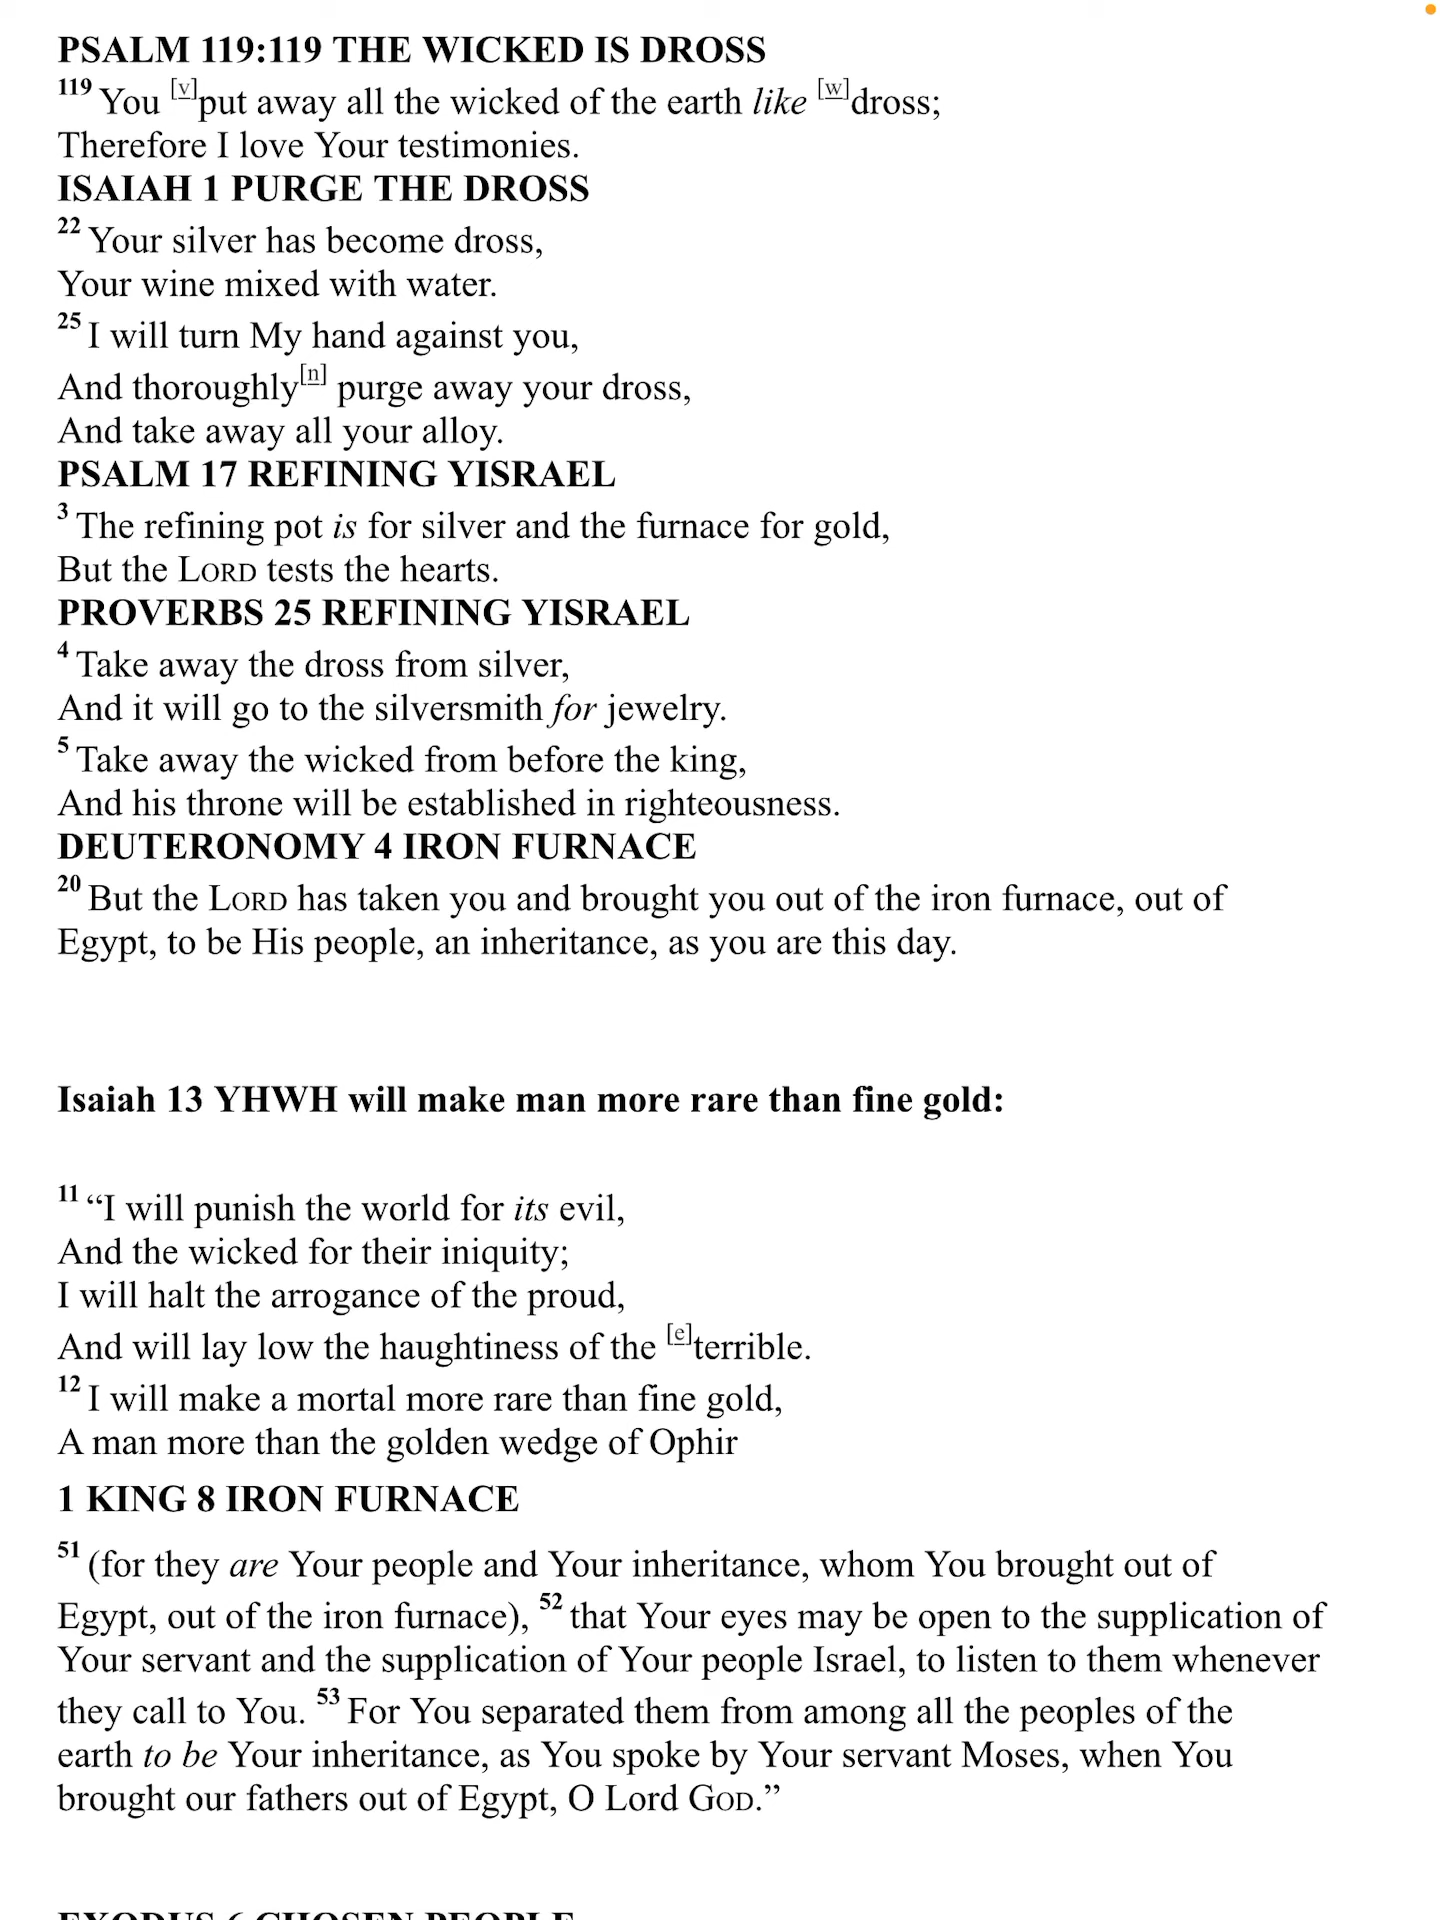 PSALM 119:119 THE WICKED IS DROSS
119 You [v]put away all the wicked of the earth like [w]dross;
Therefore I love Your testimonies.
ISAIAH 1 PURGE THE DROSS
22 Your silver has become dross,
Your wine mixed with water.
25 I will turn My hand against you,
And thoroughly[n] purge away your dross,
And take away all your alloy.
PSALM 17 REFINING YISRAEL
3 The refining pot is for silver and the furnace for gold,
But the LORD tests the hearts.
PROVERBS 25 REFINING YISRAEL
4 Take away the dross from silver,
And it will go to the silversmith for jewelry.
5 Take away the wicked from before the king,
And his throne will be established in righteousness.
DEUTERONOMY 4 IRON FURNACE
20 But the LORD has taken you and brought you out of the iron furnace, out of
Egypt, to be His people, an inheritance, as you are this day.
Isaiah 13 YHWH will make man more rare than fine gold:
11 “I will punish the world for its evil,
And the wicked for their iniquity;
I will halt the arrogance of the proud,
And will lay low the haughtiness of the [e]terrible.
12 I will make a mortal more rare than fine gold,
A man more than the golden wedge of Ophir
1 KING 8 IRON FURNACE
51 (for they are Your people and Your inheritance, whom You brought out of
Egypt, out of the iron furnace), 52 that Your eyes may be open to the supplication of
Your servant and the supplication of Your people Israel, to listen to them whenever
they call to You. 53 For You separated them from among all the peoples of the
earth to be Your inheritance, as You spoke by Your servant Moses, when You
brought our fathers out of Egypt, O Lord GOD.”
EXODUS 6 CHOSEN PEOPLE